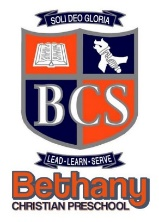 SOLI DEO GLORIA
BCS
LEAD - LEARN - SERVE
Bethany
CHRISTIAN PRESCHOOL